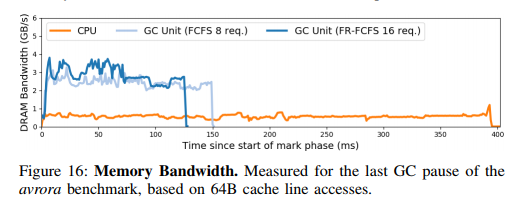 CPU
GC Unit (FCFS 8 req.)
GC Unit (FR-FCFS 16 req.)
DRAM Bandwidth (GB/s)
6
5
4
3
2
1
0
0
50
100
150
200
250
300
350
400
Time since start of mark phase (ms)
Figure 16: Memory Bandwidth. Measured for the last GC pause of the
avrora benchmark, based on 64B cache line accesses.